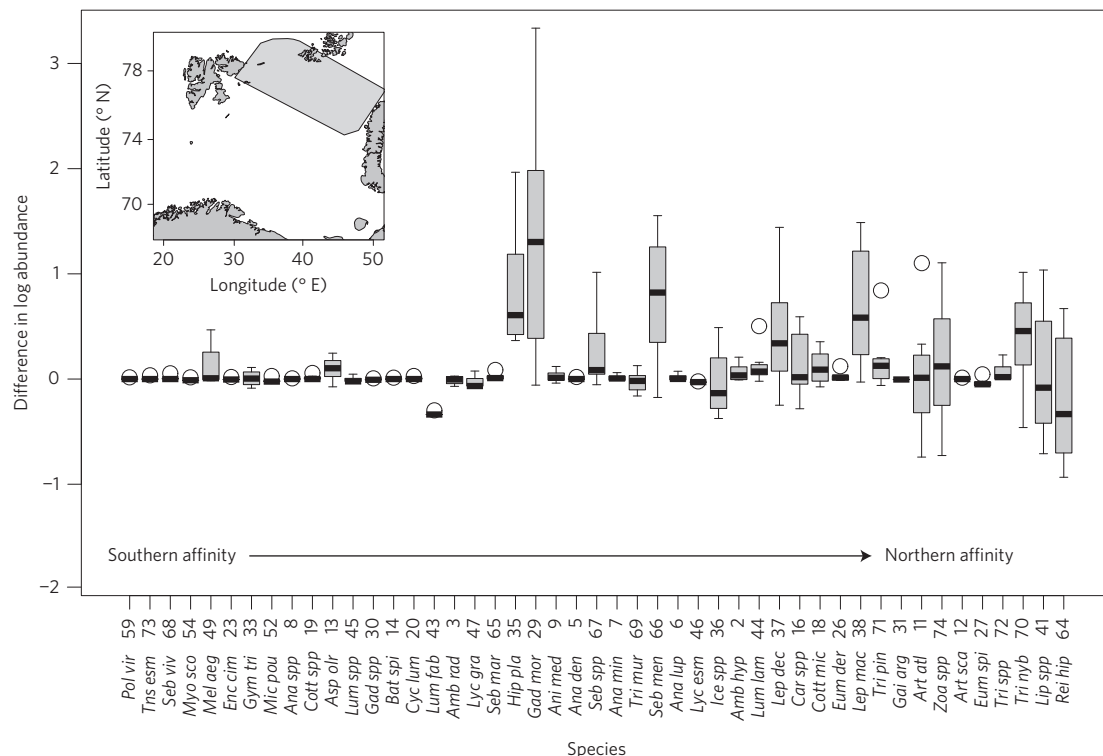 Difference in log abundance
3
2
1
0
−1
−2
Latitude (° N)
78
74
70
20 30 40 50
Longitude (° E)
Southern affinity
Northern affinity
Pol vir 59
Tns esm 73
Seb viv 68
Myo sco 54
Mel aeg 49
Enc cim 23
Gym tri 33
Mic pou 52
Ana spp 8
Cott spp 19
Asp olr 13
Lum spp 45
Gad spp 30
Bat spi 14
Cyc lum 20
Lum fab 43
Amb rad 3
Lyc gra 47
Seb mar 65
Hip pla 35
Gad mor 29
Ani med 9
Ana den 5
Seb spp 67
Ana min 7
Tri mur 69
Seb men 66
Ana lup 6
Lyc esm 46
Ice spp 36
Amb hyp 2
Lum lam 44
Lep dec 37
Car spp 16
Cott mic 18
Eum der 26
Lep mac 38
Tri pin 71
Gai arg 31
Art atl 11
Zoa spp 74
Art sca 12
Eum spi 27
Tri spp 72
Tri nyb 70
Lip spp 41
Rei hip 64
Species